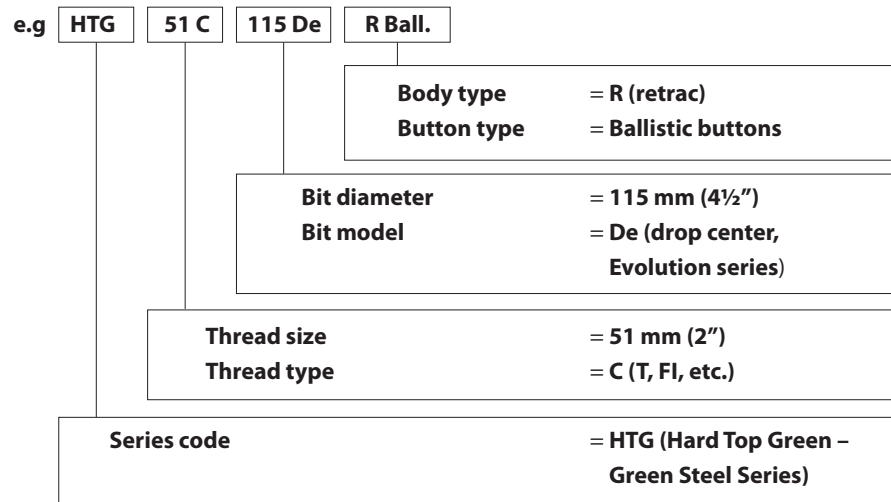 e.g HTG 51 C 115 De R Ball.
Body type = R (retrac)
Button type = Ballistic buttons
Bit diameter = 115 mm (4½”)
Bit model = De (drop center,
Evolution series)
Thread size = 51 mm (2”)
Thread type = C (T, FI, etc.)
Series code = HTG (Hard Top Green –
Green Steel Series)